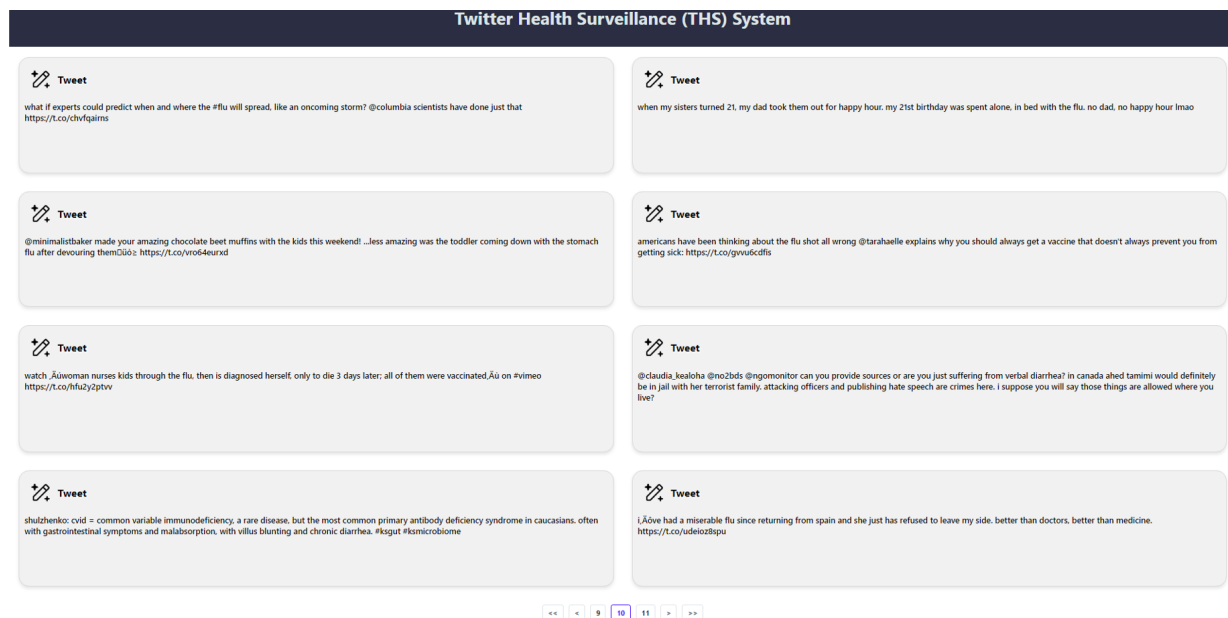 Twitter Health Surveillance (THS) System
Tweet
what if experts could predict when and where the #flu will spread, like an oncoming storm? @columbia scientists have done just that
https://t.co/chvfqairns
Tweet
when my sisters turned 21, my dad took them out for happy hour. my 21st birthday was spent alone, in bed with the flu. no dad, no happy hour lmao
Tweet
@minimalistbaker made your amazing chocolate beet muffins with the kids this weekend! ...less amazing was the toddler coming down with the stomach
flu after devouring them▯üò≥ https://t.co/vro64eurxd
Tweet
americans have been thinking about the flu shot all wrong @tarahaelle explains why you should always get a vaccine that doesn't always prevent you from
getting sick: https://t.co/gvvu6cdfis
Tweet
watch ‚Äúwoman nurses kids through the flu, then is diagnosed herself, only to die 3 days later; all of them were vaccinated‚Äù on #vimeo
https://t.co/hfu2y2ptvv
Tweet
@claudia_kealoha @no2bds @ngomonitor can you provide sources or are you just suffering from verbal diarrhea? in canada ahed tamimi would definitely
be in jail with her terrorist family. attacking officers and publishing hate speech are crimes here. i suppose you will say those things are allowed where you
live?
Tweet
shulzhenko: cvid = common variable immunodeficiency, a rare disease, but the most common primary antibody deficiency syndrome in caucasians. often
with gastrointestinal symptoms and malabsorption, with villus blunting and chronic diarrhea. #ksgut #ksmicrobiome
Tweet
i‚Äôve had a miserable flu since returning from spain and she just has refused to leave my side. better than doctors, better than medicine.
https://t.co/udeioz8spu
<< < 9 10 11 > >>